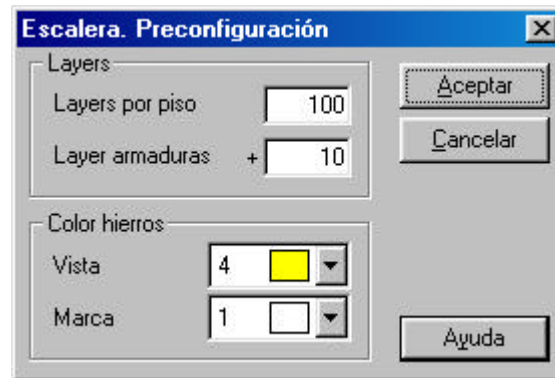 Escalera. Preconfiguración
Layers
Layers por piso 100
Layer armaduras + 10
Aceptar
Cancelar
Color hierros
Vista 4
Marca 1
Ayuda